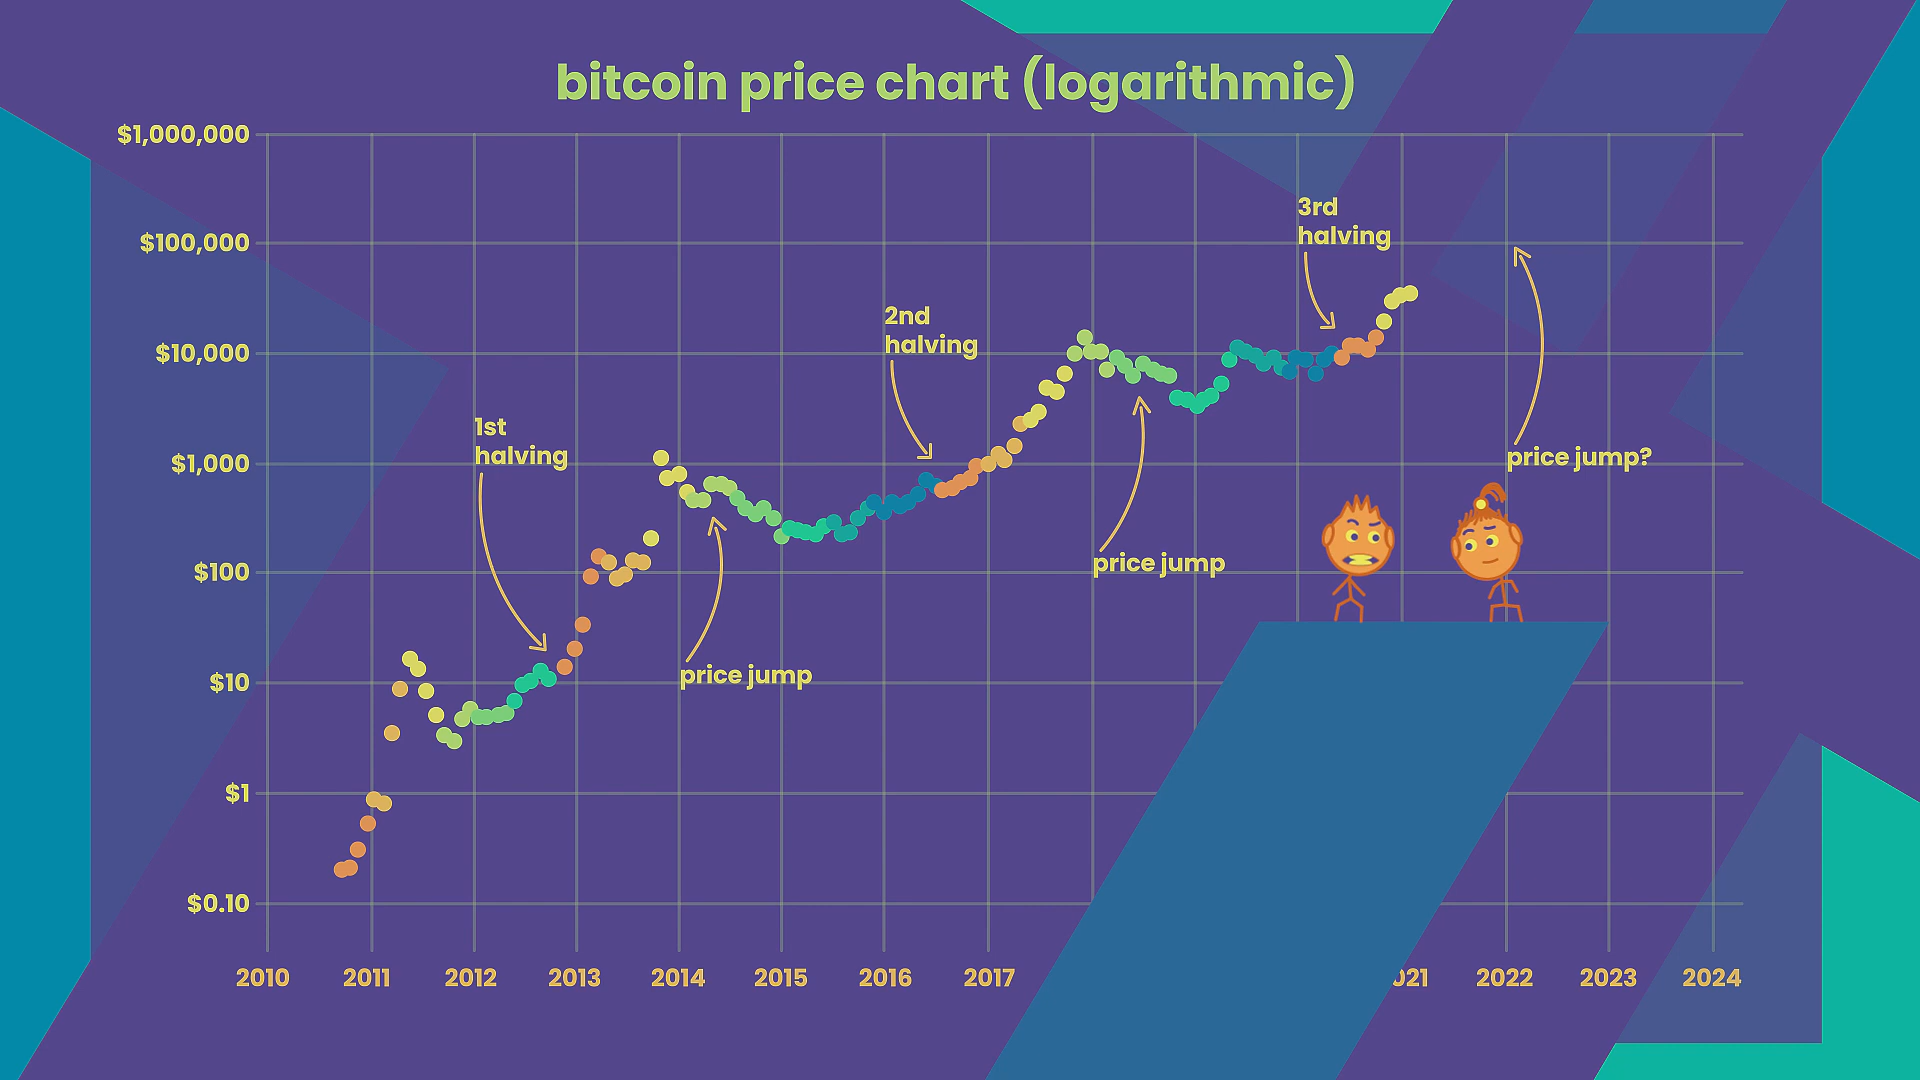 bitcoin price chart (logarithmic)
$1,000,000
$100,000
$10,000
$1,000
$100
$10
$1
$0.10
3rd
halving
2nd
halving
1st
halving
price jump?
price jump
price jump
2010 2011 2012 2013 2014 2015 2016 2017 021 2022 2023 2024